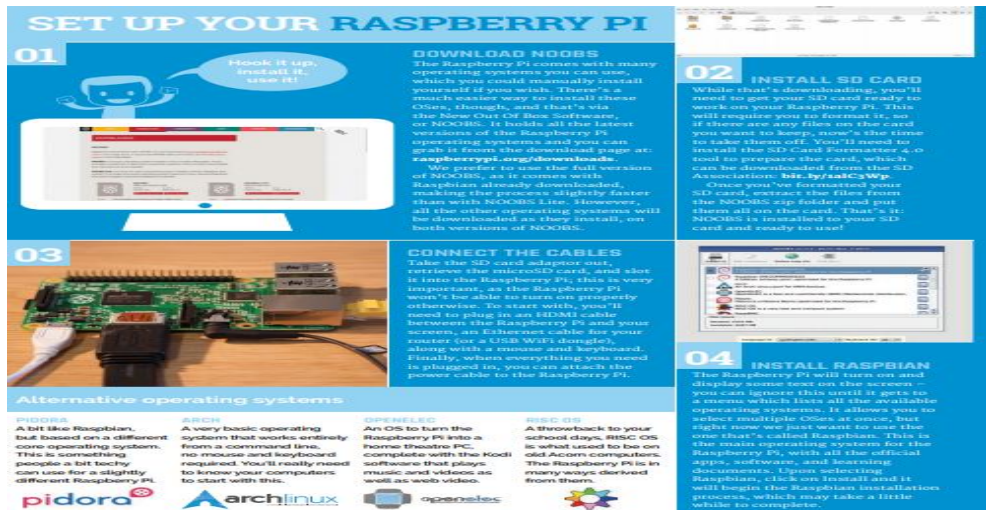 SET UP YOUR RASPBERRY PI
01
Hook it up,
install it,
use it!
DOWNLOAD NOOBS
The Raspberry Pi comes with many
operating systems you can use,
which you could manually install
yourself if you wish. There's a
much easier way to install these
OSes, though, and that's via
the New Out Of Box Software,
or NOOBS. It holds all the latest
versions of the Raspberry Pi
operating systems and you can
grab it from the download page at:
raspberrypi.org/downloads.
We prefer to use the full version
of NOOBS, as it comes with
Raspbian already downloaded,
making the process slightly faster
than with NOOBS Lite. However,
all the other operating systems will
be downloaded as they install, on
both versions of NOOBS.
02
INSTALL SD CARD
While that's downloading, you'll
need to get your SD card ready to
work on your Raspberry Pi. This
will require you to format it, so
if there are any files on the card
you want to keep, now's the time
to take them off. You'll need to
install the SD Card Formatter 4.0
tool to prepare the card, which
can be downloaded from the SD
Association:
Once you've formatted your
SD card, extract the files from
the NOOBS zip folder and put
them all on the card. That's it:
NOOBS is installed to your SD
card and ready to use!
03
CONNECT THE CABLES
Take the SD card adaptor out,
retrieve the microSD card, and slot
it into the Raspberry Pi; this is very
important, as the Raspberry Pi
won't be able to turn on properly
otherwise. To start with, you'll
need to plug in an HDMI cable
between the Raspberry Pi and your
screen, an Ethernet cable for your
router (or a USB WiFi dongle),
along with a mouse and keyboard.
Finally, when everything you need
is plugged in, you can attach the
power cable to the Raspberry Pi.
04
INSTALL RASPBIAN
The Raspberry Pi will turn on and
display some text on the screen –
you can ignore this until it gets to
a menu which lists all the available
operating systems. It allows you to
select multiple OSes at once, but
right now we just want to use the
one that's called Raspbian. This is
the main operating system for the
Raspberry Pi, with all the official
apps, software, and learning
documents. Upon selecting
Raspbian, click on Install and it
will begin the Raspbian installation
process, which may take a little
while to complete.
Alternative operating systems
PIDORA
A bit like Raspbian,
but based on a different
core operating system.
This is something
people a bit techy
can use for a slightly
different Raspberry Pi.
pidora
ARCH
A very basic operating
system that works entirely
from a command line,
no mouse and keyboard
required. You'll really need
to know your computers
to start with this.
archlinux
OPENELEC
An OS to turn the
Raspberry Pi into a
home theatre PC,
complete with the Kodi
software that plays
music and videos as
well as web video.
openelec
RISC OS
A throwback to your
school days, RISC OS
is what used to be on
old Acorn computers.
The Raspberry Pi is in
many ways derived
from them.